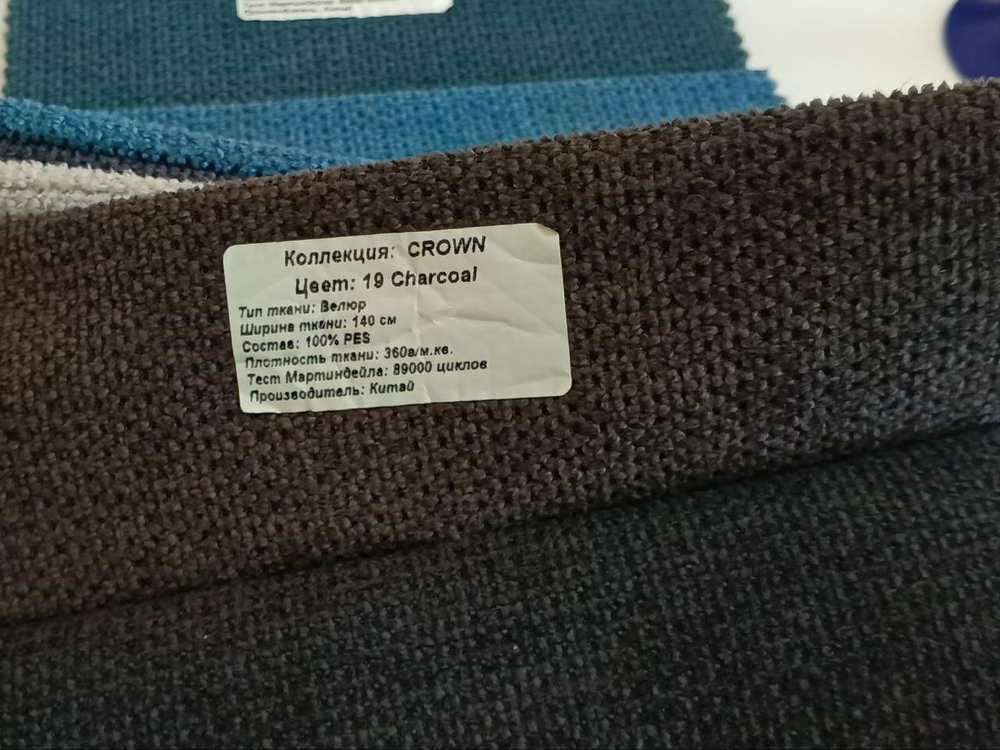 Коллекция: CROWN
Цвет: 19 Charcoal
Тип ткани: Велюр
Ширина ткани: 140 см
Состав: 100% PES
Плотность ткани: 360г/м.кв.
Тест Мартиндейла: 89000 циклов
Производитель: Китай